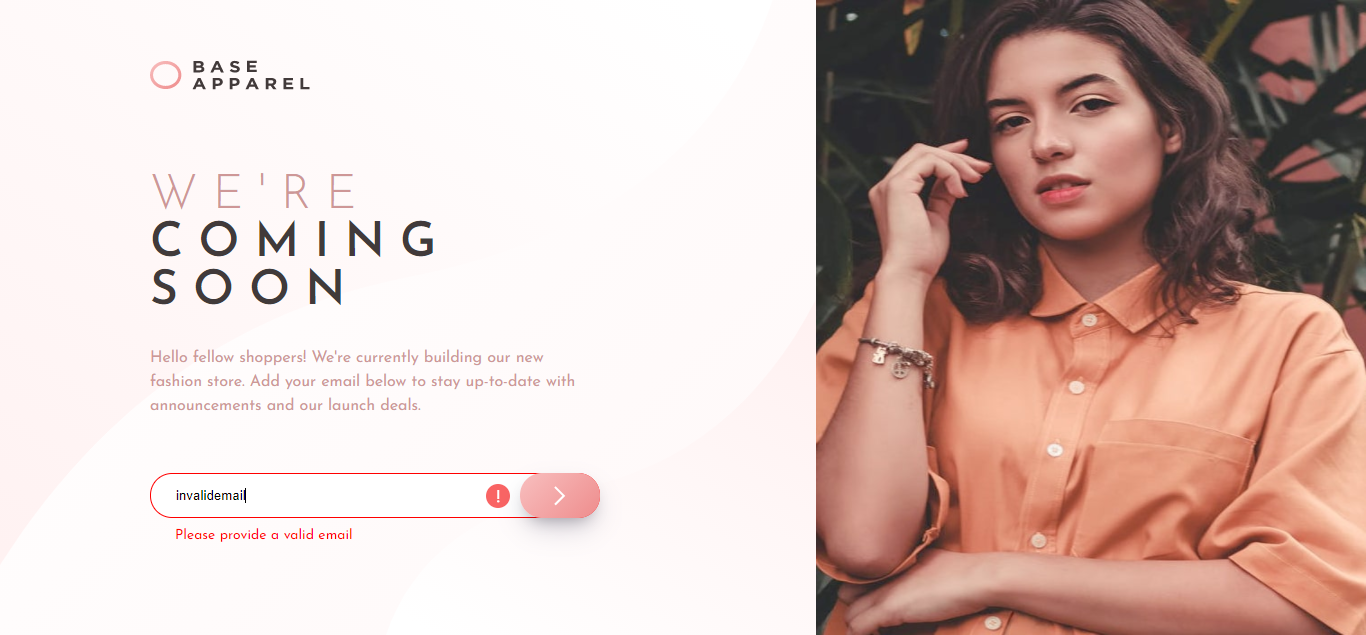 BASE
APPAREL
WE'RE
COMING
SOON
Hello fellow shoppers! We're currently building our new
fashion store. Add your email below to stay up-to-date with
announcements and our launch deals.
invalidemail
!
Please provide a valid email